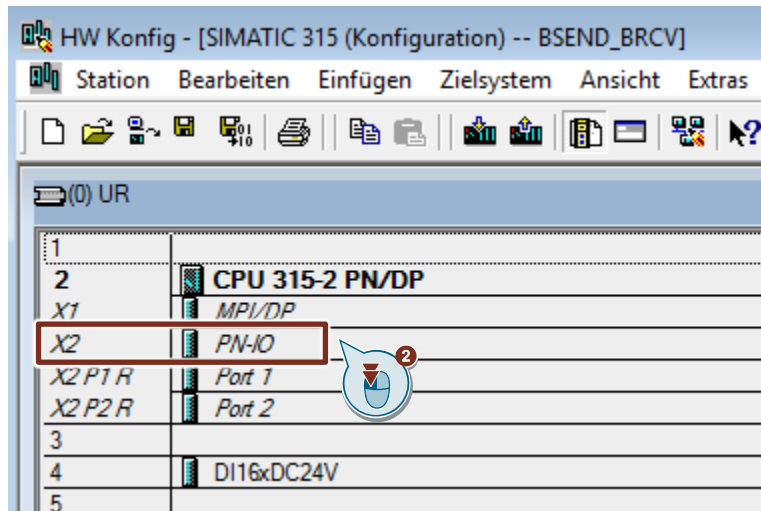 HW Konfig - [SIMATIC 315 (Konfiguration) -- BSEND_BRCV]
Station Bearbeiten Einfügen Zielsystem Ansicht Extras
(0) UR
1
2 CPU 315-2 PN/DP
X1 MPI/DP
X2 PN-IO
2
X2 P1 R Port 1
X2 P2 R Port 2
3
4 DI16xDC24V
5